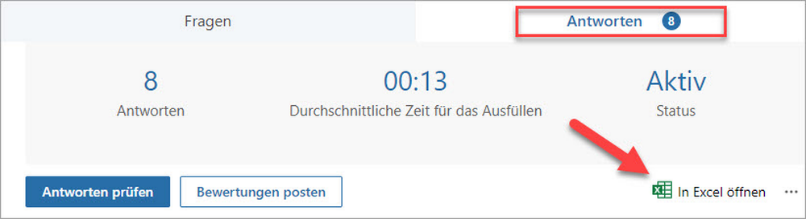 Fragen
Antworten 8
8 00:13 Aktiv
Antworten Durchschnittliche Zeit für das Ausfüllen Status
Antworten prüfen Bewertungen posten In Excel öffnen ...